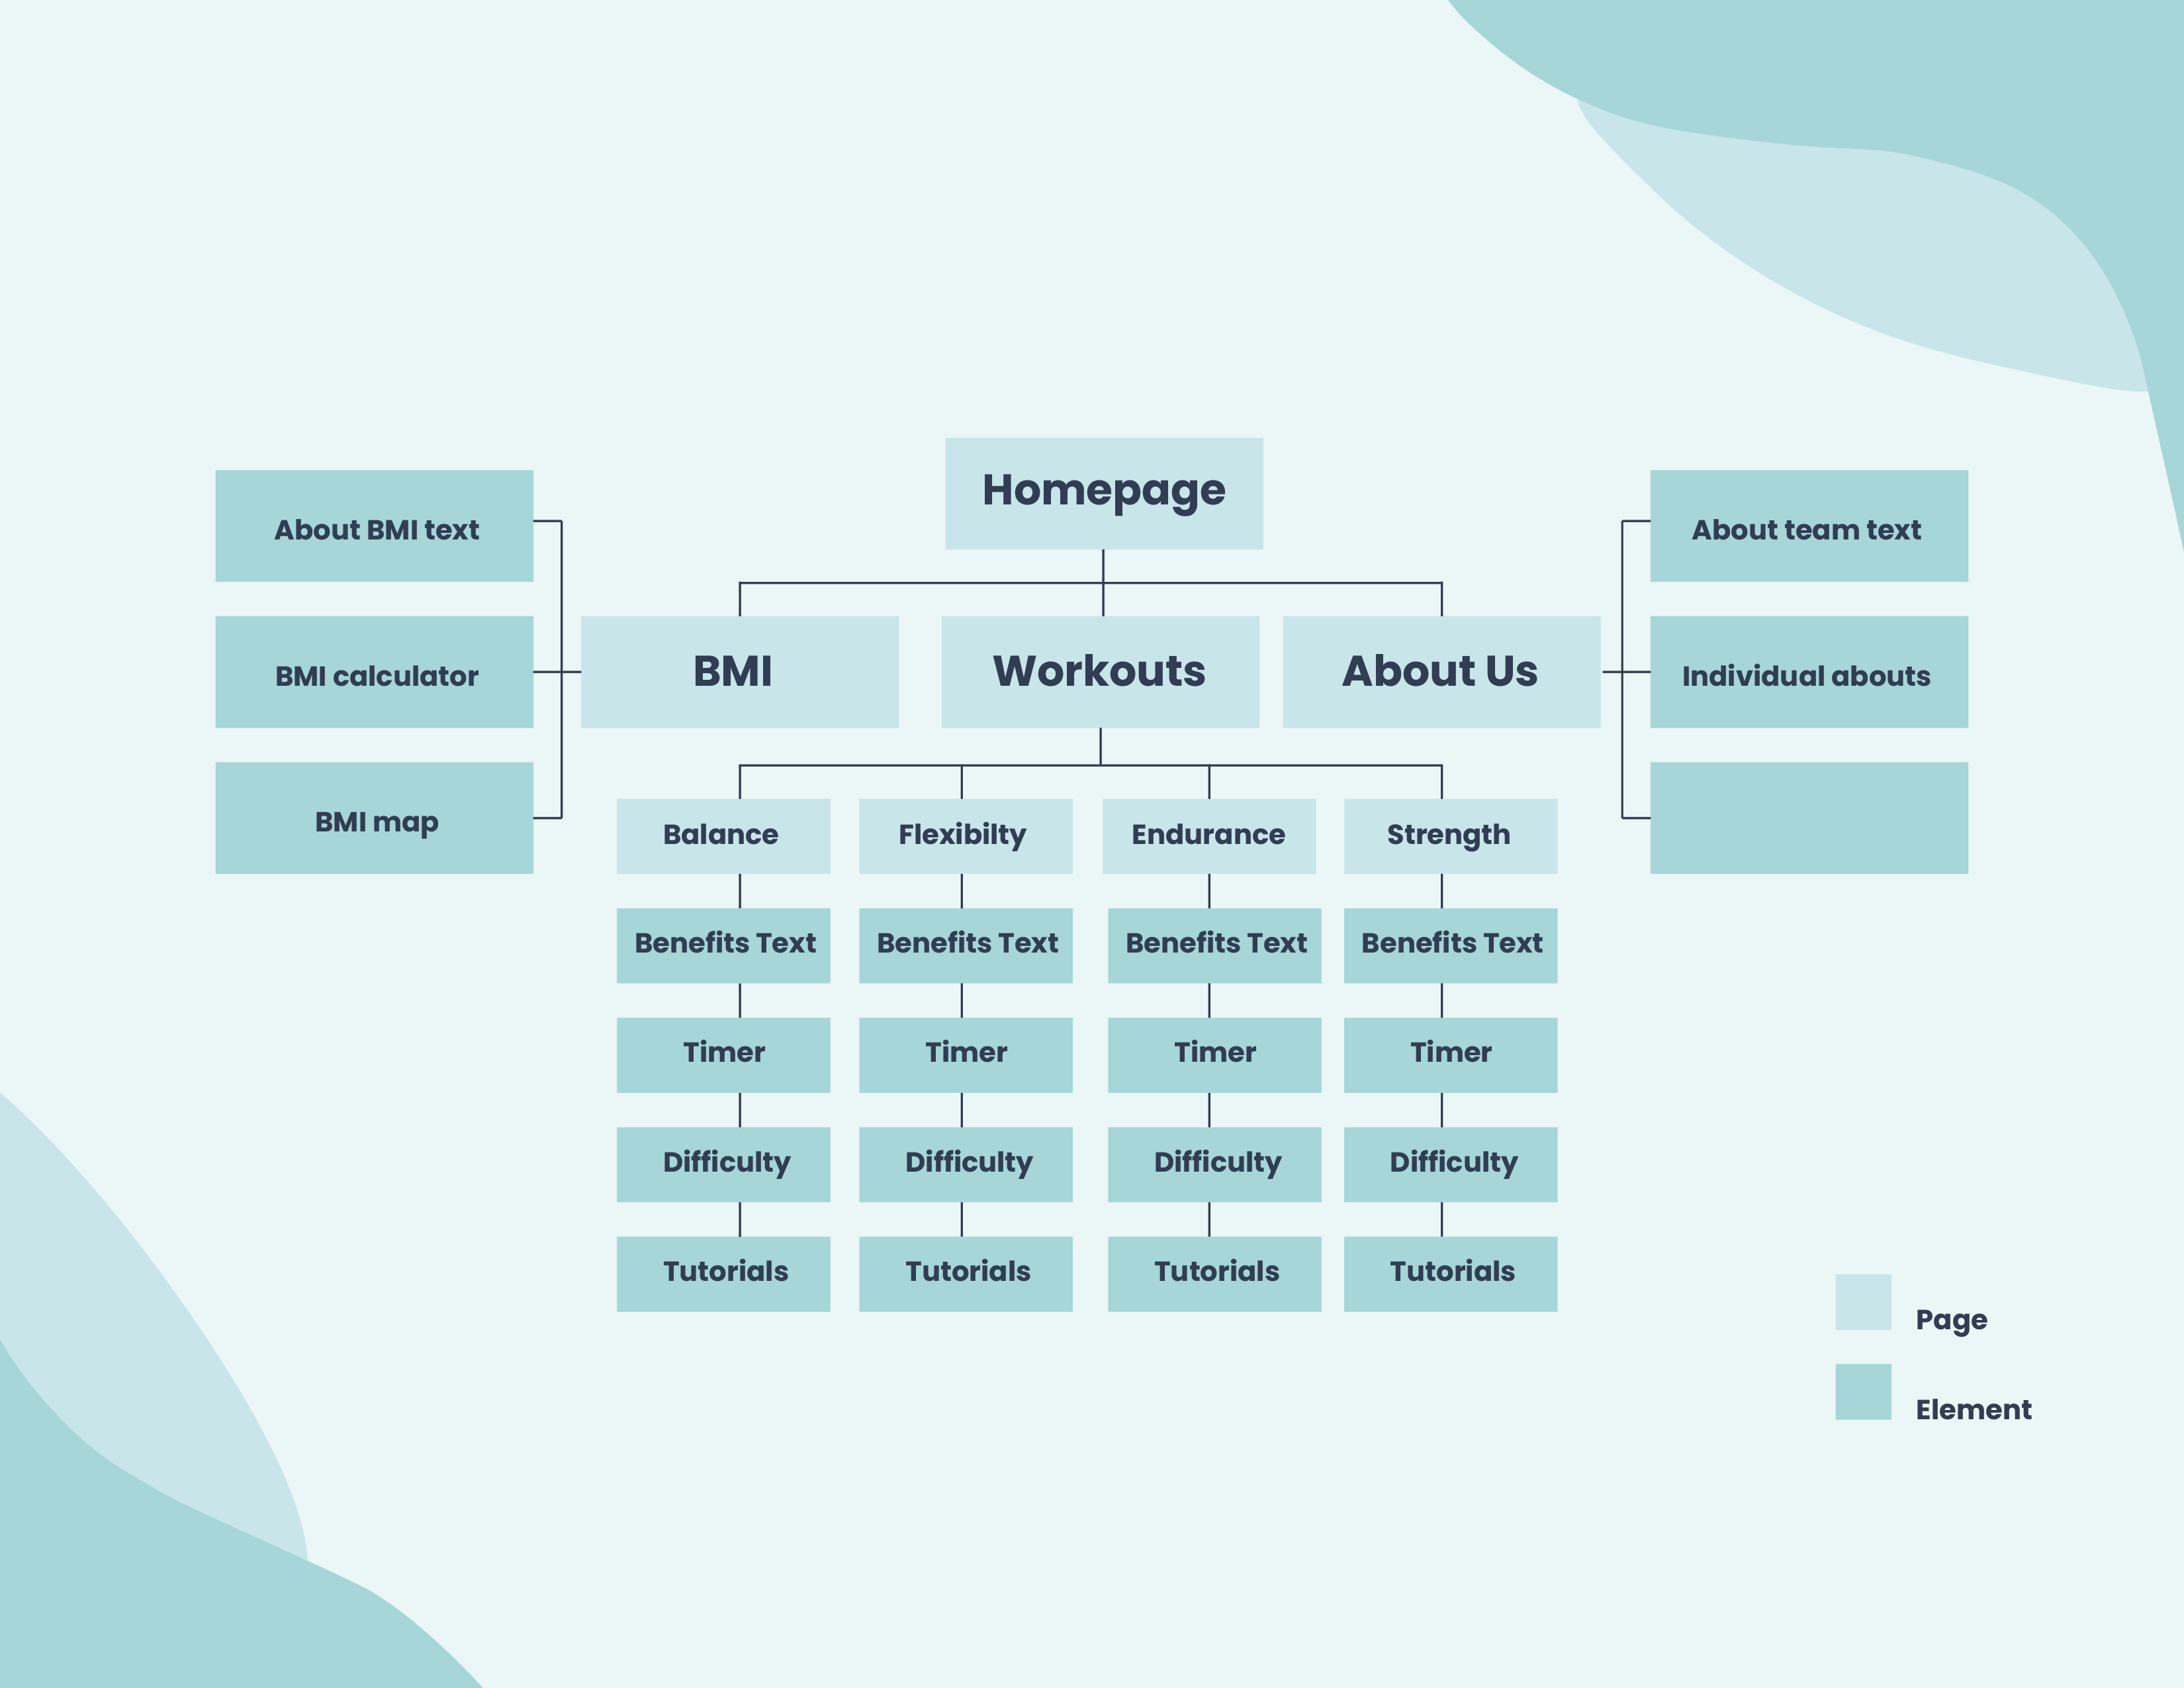 Homepage
About BMI text
About team text
BMI calculator
BMI
Workouts
About Us
Individual abouts
BMI map
Balance
Flexibilty
Endurance
Strength
Benefits Text
Benefits Text
Benefits Text
Benefits Text
Timer
Timer
Timer
Timer
Difficulty
Difficulty
Difficulty
Difficulty
Tutorials
Tutorials
Tutorials
Tutorials
Page
Element